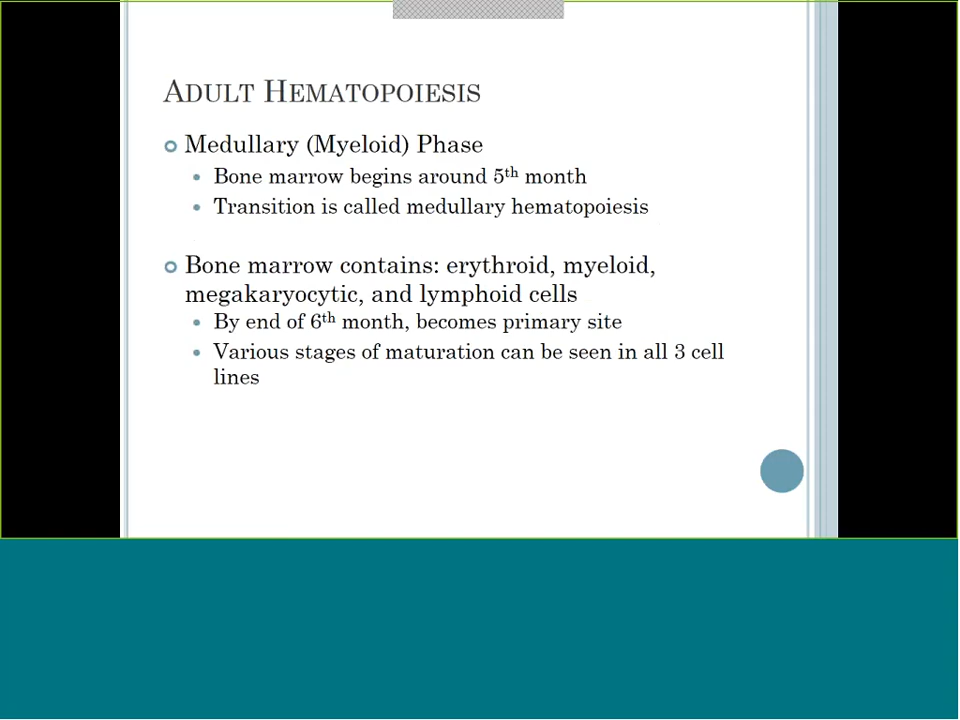 ADULT HEMATOPOIESIS
Medullary (Myeloid) Phase
Bone marrow begins around 5th month
Transition is called medullary hematopoiesis
Bone marrow contains: erythroid, myeloid,
megakaryocytic, and lymphoid cells
By end of 6th month, becomes primary site
Various stages of maturation can be seen in all 3 cell
lines